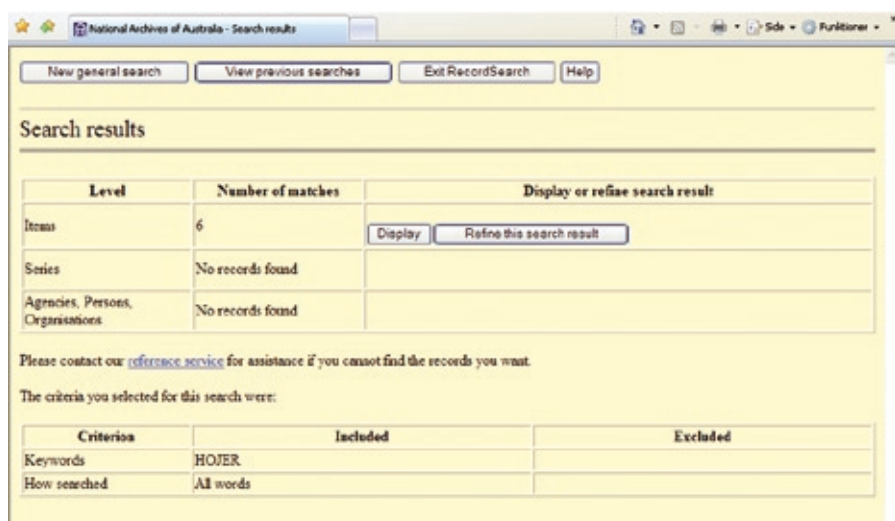 National Archives of Australia - Search results
Side Funktioner
New general search View previous searches Exit RecordSearch Help
Search results
Level Number of matches Display or refine search result
Items 6 Display Refine this search result
Series No records found
Agencies, Persons, Organisations No records found
Please contact our reference service for assistance if you cannot find the records you want.
The criteria you selected for this search were:
Criterion Included Excluded
Keywords HOJER
How searched All words